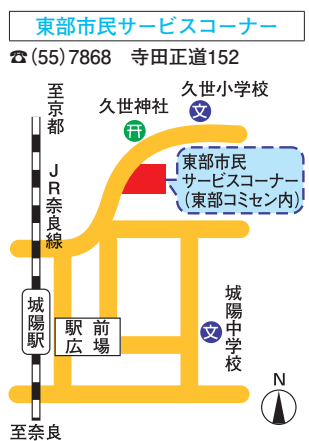 東部市民サービスコーナー
☎(55)7868 寺田正道152
至京都
久世小学校
文
久世神社
東部市民
サービスコーナー
(東部コミセン内)
JR奈良線
城陽駅
駅前
広場
城陽中学校
文
N
至奈良